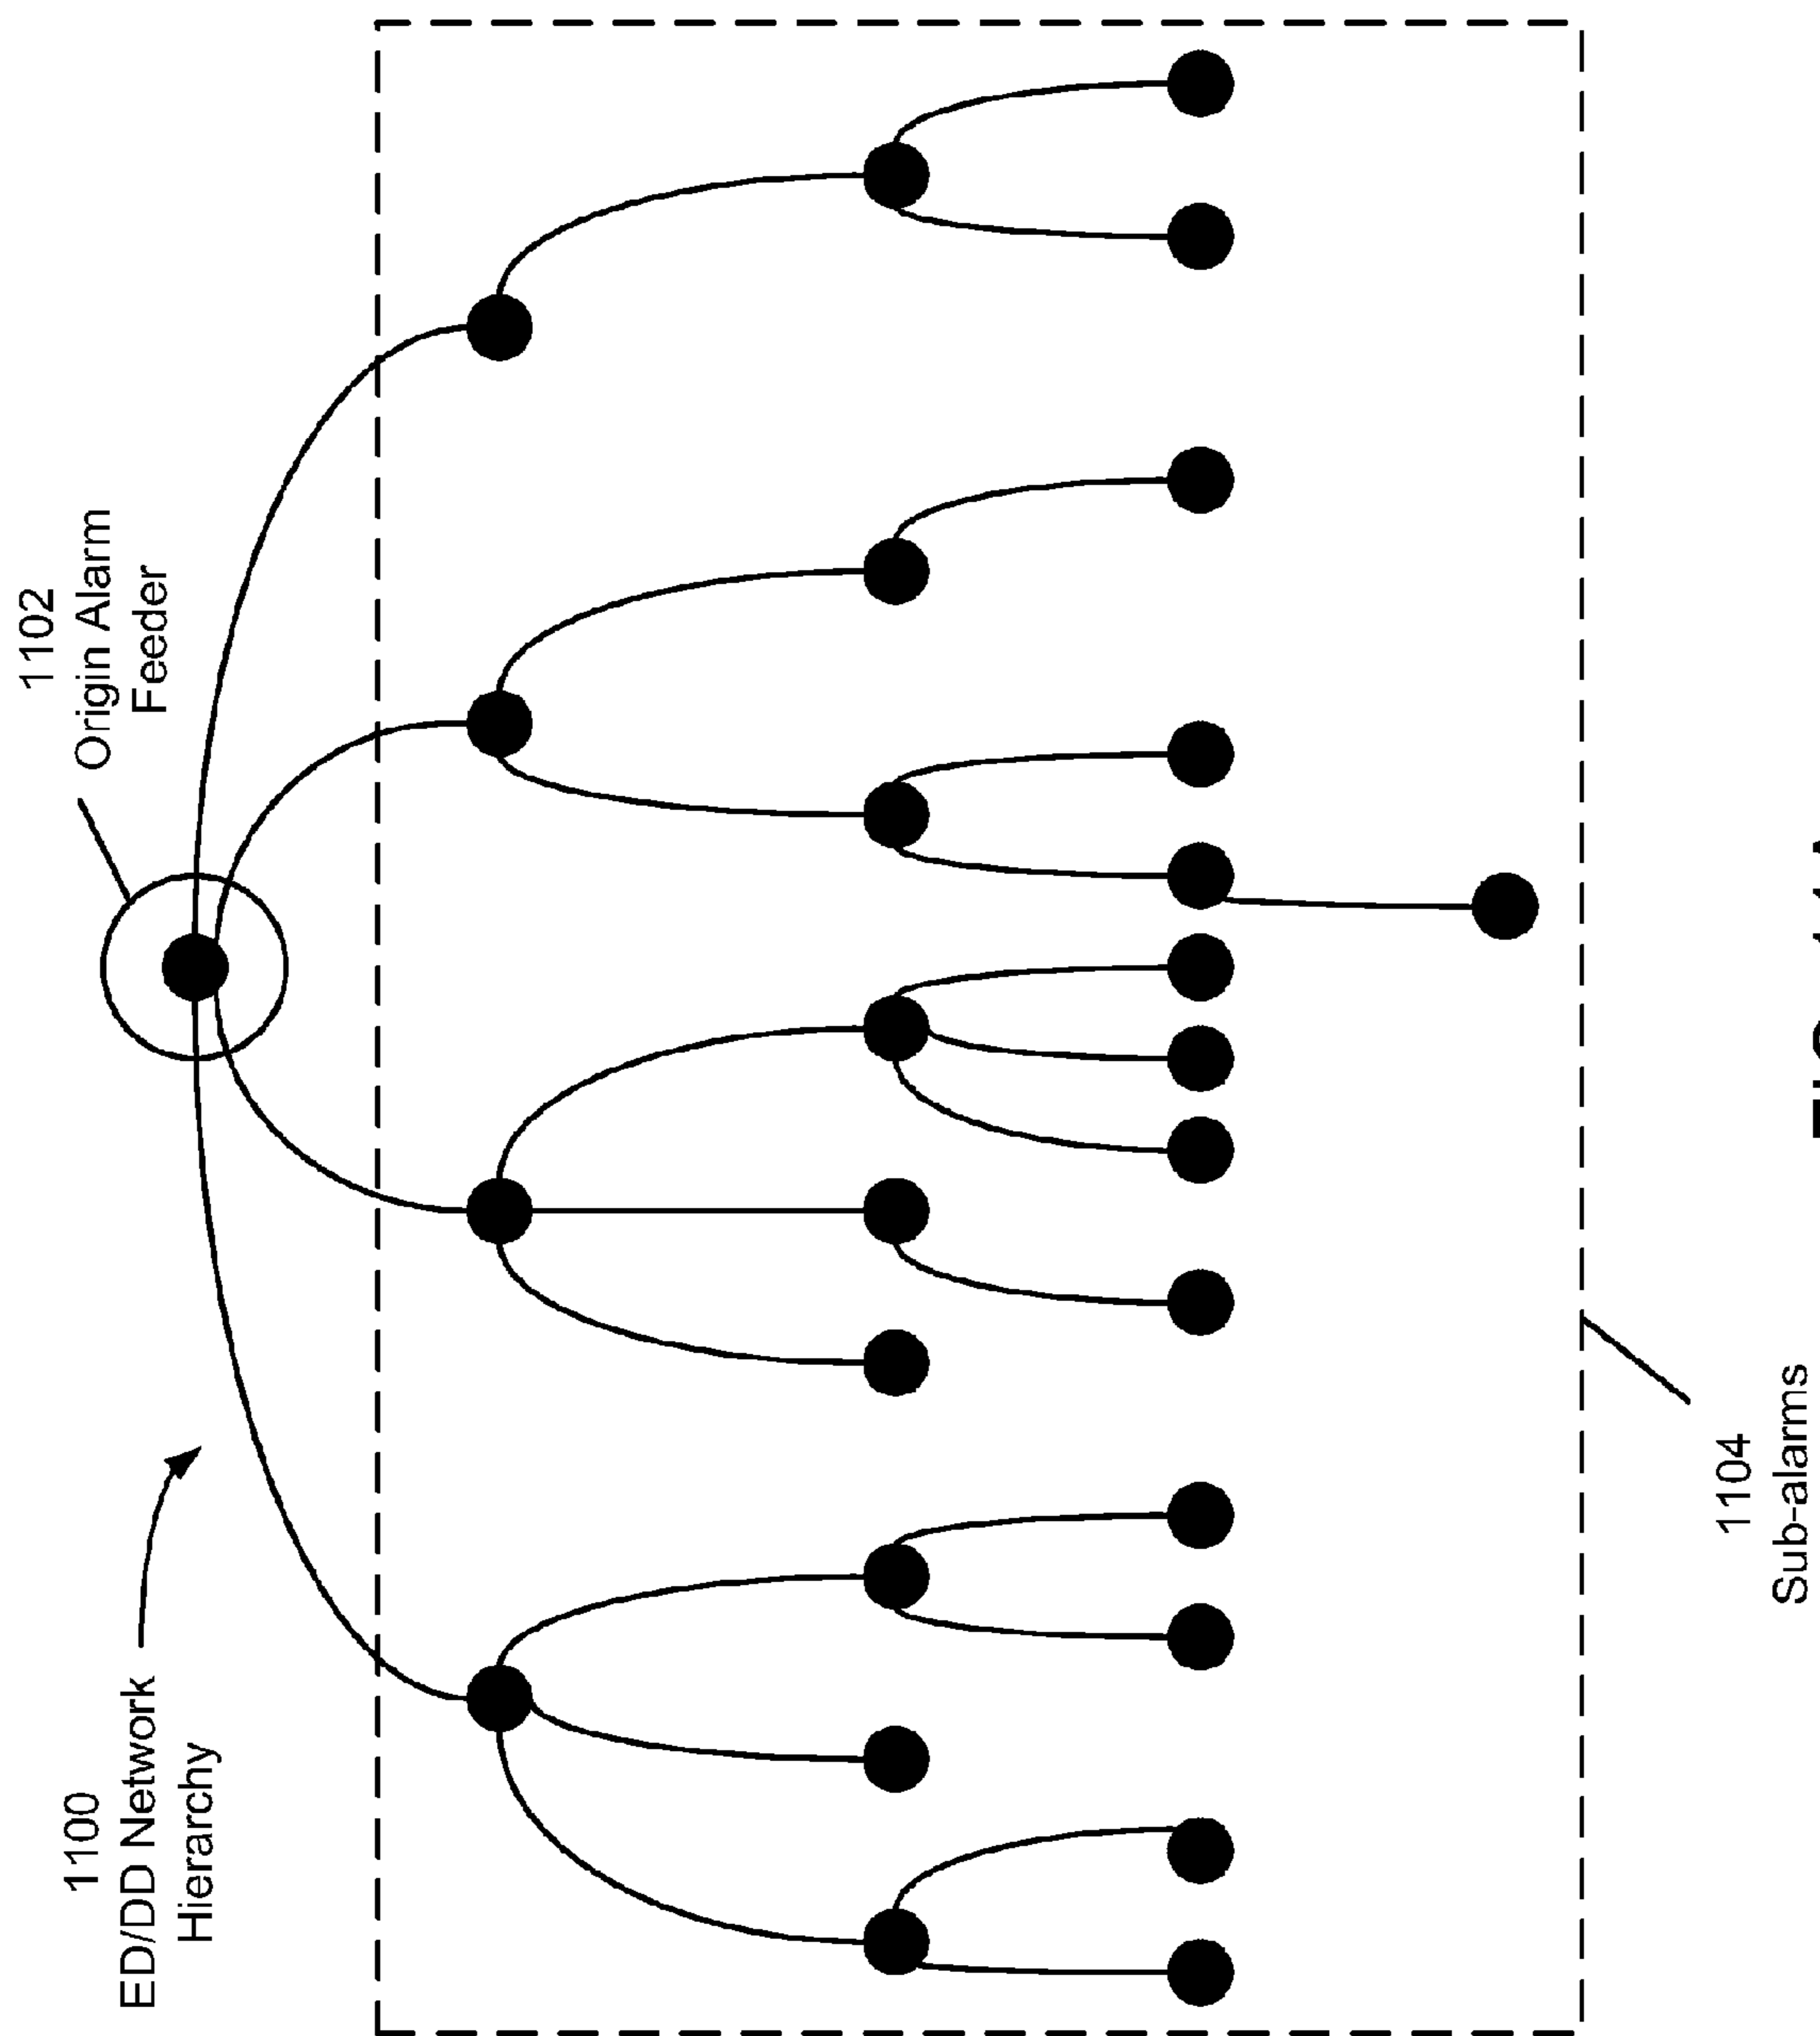 1100
ED/DD Network
Hierarchy
1102
Origin Alarm
Feeder
1104
Sub-alarms